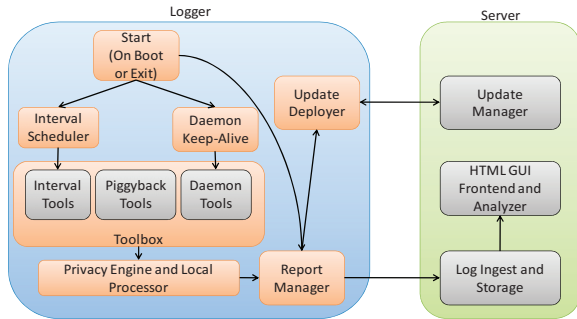 Logger
Server
Start
(On Boot
or Exit)
Interval
Scheduler
Daemon
Keep-Alive
Update
Deployer
Update
Manager
Interval
Tools
Piggyback
Tools
Daemon
Tools
Toolbox
HTML GUI
Frontend and
Analyzer
Privacy Engine and Local
Processor
Report
Manager
Log Ingest and
Storage